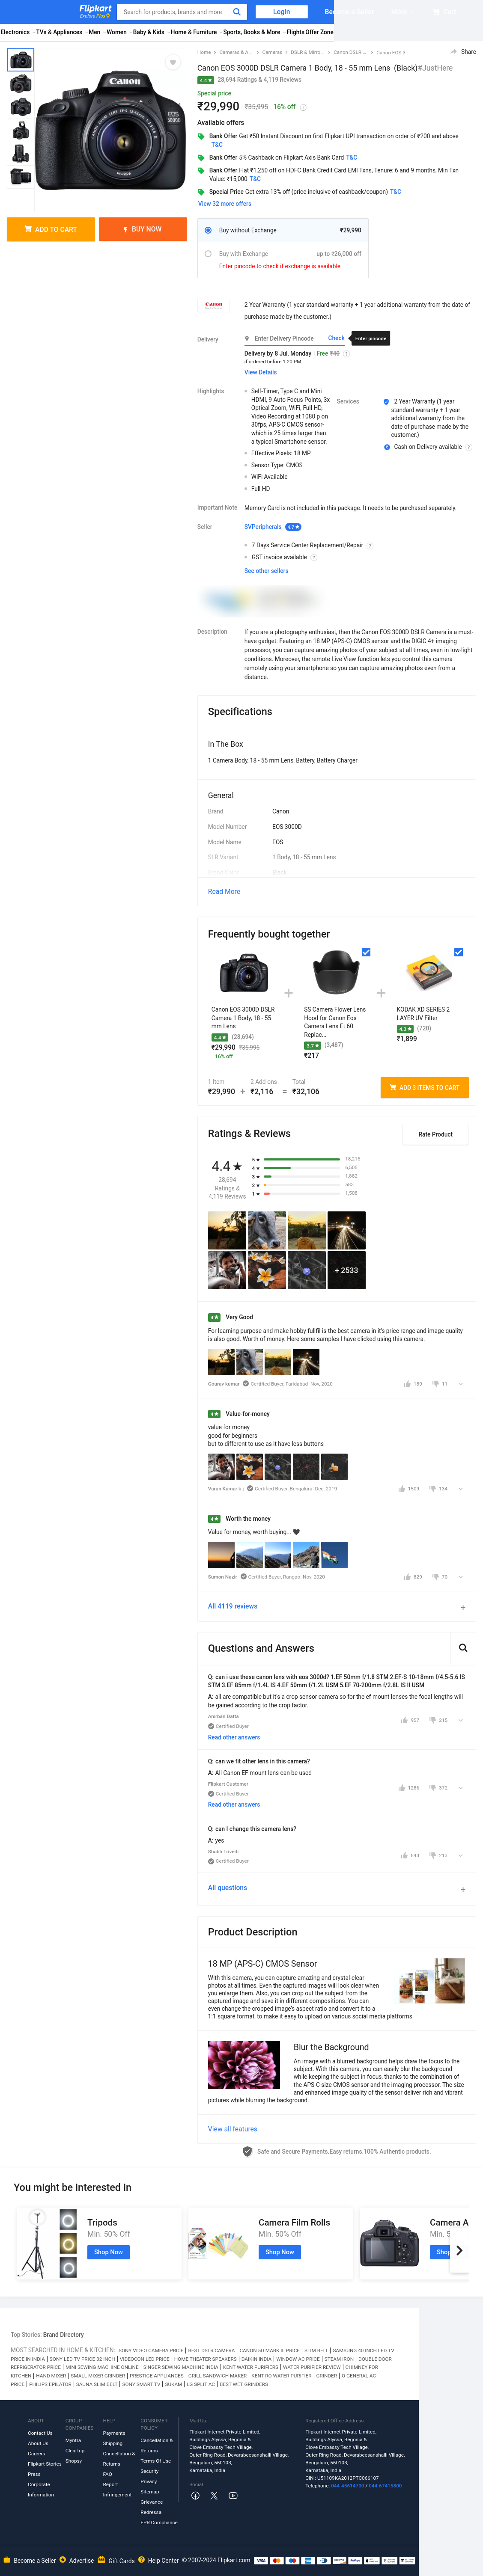 Flipkart
Explore Plus
Search for products, brands and more
Login
Electronics TVs & Appliances Men Women Baby & Kids Home & Furniture Sports, Books & More Flights Offer Zone
Home Cameras & A... Cameras DSLR & Mirro... Canon DSLR ... Canon EOS 3...
Share
Canon EOS 3000D DSLR Camera 1 Body, 18 - 55 mm Lens (Black)#JustHere
4.4★ 28,694 Ratings & 4,119 Reviews
Special price
₹29,990 ₹35,995 16% off
Available offers
Bank Offer Get ₹50 Instant Discount on first Flipkart UPI transaction on order of ₹200 and above
T&C
Bank Offer 5% Cashback on Flipkart Axis Bank Card T&C
Bank Offer Flat ₹1,250 off on HDFC Bank Credit Card EMI Txns, Tenure: 6 and 9 months, Min Txn
Value: ₹15,000 T&C
Special Price Get extra 13% off (price inclusive of cashback/coupon) T&C
View 32 more offers
ADD TO CART
BUY NOW
Buy without Exchange ₹29,990
Buy with Exchange up to ₹26,000 off
Enter pincode to check if exchange is available
Canon
2 Year Warranty (1 year standard warranty + 1 year additional warranty from the date of
purchase made by the customer.)
Delivery
Enter Delivery Pincode Check
Enter pincode
Delivery by 8 Jul, Monday | Free ₹40 ?
if ordered before 1:20 PM
View Details
Highlights
Self-Timer, Type C and Mini
HDMI, 9 Auto Focus Points, 3x
Optical Zoom, WiFi, Full HD,
Video Recording at 1080 p on
30fps, APS-C CMOS sensor-
which is 25 times larger than
a typical Smartphone sensor.
Effective Pixels: 18 MP
Sensor Type: CMOS
WiFi Available
Full HD
Services
2 Year Warranty (1 year
standard warranty + 1 year
additional warranty from the
date of purchase made by the
customer.)
Cash on Delivery available ?
Important Note Memory Card is not included in this package. It needs to be purchased separately.
Seller SVPeripherals 4.7★
7 Days Service Center Replacement/Repair ?
GST invoice available ?
See other sellers
Description
If you are a photography enthusiast, then the Canon EOS 3000D DSLR Camera is a must-
have gadget. Featuring an 18 MP (APS-C) CMOS sensor and the DIGIC 4+ imaging
processor, you can capture amazing photos of your subject at all times, even in low-light
conditions. Moreover, the remote Live View function lets you control this camera
remotely using your smartphone so you can capture amazing photos even from a
distance.
Specifications
In The Box
1 Camera Body, 18 - 55 mm Lens, Battery, Battery Charger
General
Brand Canon
Model Number EOS 3000D
Model Name EOS
SLR Variant 1 Body, 18 - 55 mm Lens
Read More
Frequently bought together
Canon EOS 3000D DSLR
Camera 1 Body, 18 - 55
mm Lens
4.4★ (28,694)
₹29,990 ₹35,995
16% off
SS Camera Flower Lens
Hood for Canon Eos
Camera Lens Et 60
Replac...
3.7★ (3,487)
₹217
KODAK XD SERIES 2
LAYER UV Filter
4.3★ (720)
₹1,899
1 Item 2 Add-ons Total
₹29,990 + ₹2,116 = ₹32,106
ADD 3 ITEMS TO CART
Ratings & Reviews
Rate Product
4.4★
28,694
Ratings &
4,119 Reviews
5★ 18,216
4★ 6,505
3★ 1,882
2★ 583
1★ 1,508
+ 2533
4★ Very Good
For learning purpose and make hobby fullfil is the best camera at it's price range and image quality
is also good. Worth of money. Here some samples I have clicked using this camera.
Gourav kumar Certified Buyer, Faridabad Nov, 2020 189 11
4★ Value-for-money
value for money
good for beginners
but to different to use as it have less buttons
Varun Kumar k j Certified Buyer, Bengaluru Dec, 2019 1509 134
4★ Worth the money
Value for money, worth buying... 🖤
Sumon Nazir Certified Buyer, Rangpo Nov, 2020 829 70
All 4119 reviews +
Questions and Answers
Q: can i use these canon lens with eos 3000d? 1.EF 50mm f/1.8 STM 2.EF-S 10-18mm f/4.5-5.6 IS
STM 3.EF 85mm f/1.4L IS 4.EF 50mm f/1.2L USM 5.EF 70-200mm f/2.8L IS II USM
A: all are compatible but it's a crop sensor camera so for the ef mount lenses the focal lengths will
be gained according to the crop factor.
Anirban Datta
Certified Buyer 957 215
Read other answers
Q: can we fit other lens in this camera?
A: All Canon EF mount lens can be used
Flipkart Customer
Certified Buyer 1286 372
Read other answers
Q: can I change this camera lens?
A: yes
Shubh Trivedi
Certified Buyer 843 213
All questions +
Product Description
18 MP (APS-C) CMOS Sensor
With this camera, you can capture amazing and crystal-clear
photos at all times. Even the captured images will look clear when
you enlarge them. Also, you can crop out the subject from the
captured image and save it in different compositions. You can
even change the cropped image's aspect ratio and convert it to a
1:1 square format, to make it easy to upload on various social media platforms.
Blur the Background
An image with a blurred background helps draw the focus to the
subject. With this camera, you can easily shoot images, even while
keeping the background out of focus, thanks to the combination of
the APS-C size CMOS sensor and the imaging processor. The size
and enhanced image quality of the sensor deliver rich and vibrant
pictures while blurring the background.
View all features
Safe and Secure Payments.Easy returns.100% Authentic products.
You might be interested in
Tripods
Min. 50% Off
Shop Now
Camera Film Rolls
Min. 50% Off
Shop Now
Top Stories: Brand Directory
MOST SEARCHED IN HOME & KITCHEN: SONY VIDEO CAMERA PRICE | BEST DSLR CAMERA | CANON 5D MARK III PRICE | SLIM BELT | SAMSUNG 40 INCH LED TV
PRICE IN INDIA | SONY LED TV PRICE 32 INCH | VIDEOCON LED PRICE | HOME THEATER SPEAKERS | DAIKIN INDIA | WINDOW AC PRICE | STEAM IRON | DOUBLE DOOR
REFRIGERATOR PRICE | MINI SEWING MACHINE ONLINE | SINGER SEWING MACHINE INDIA | KENT WATER PURIFIERS | WATER PURIFIER REVIEW | CHIMNEY FOR
KITCHEN | HAND MIXER | SMALL MIXER GRINDER | PRESTIGE APPLIANCES | GRILL SANDWICH MAKER | KENT RO WATER PURIFIER | GRINDER | O GENERAL AC
PRICE | PHILIPS EPILATOR | SAUNA SLIM BELT | SONY SMART TV | SUKAM | LG SPLIT AC | BEST WET GRINDERS
ABOUT
Contact Us
About Us
Careers
Flipkart Stories
Press
Corporate
Information
GROUP
COMPANIES
Myntra
Cleartrip
Shopsy
HELP
Payments
Shipping
Cancellation &
Returns
FAQ
Report
Infringement
CONSUMER
POLICY
Cancellation &
Returns
Terms Of Use
Security
Privacy
Sitemap
Grievance
Redressal
EPR Compliance
Mail Us:
Flipkart Internet Private Limited,
Buildings Alyssa, Begonia &
Clove Embassy Tech Village,
Outer Ring Road, Devarabeesanahalli Village,
Bengaluru, 560103,
Karnataka, India
Social
Registered Office Address:
Flipkart Internet Private Limited,
Buildings Alyssa, Begonia &
Clove Embassy Tech Village,
Outer Ring Road, Devarabeesanahalli Village,
Bengaluru, 560103,
Karnataka, India
CIN : U51109KA2012PTC066107
Telephone: 044-45614700 / 044-67415800
Become a Seller Advertise Gift Cards Help Center © 2007-2024 Flipkart.com
VISA